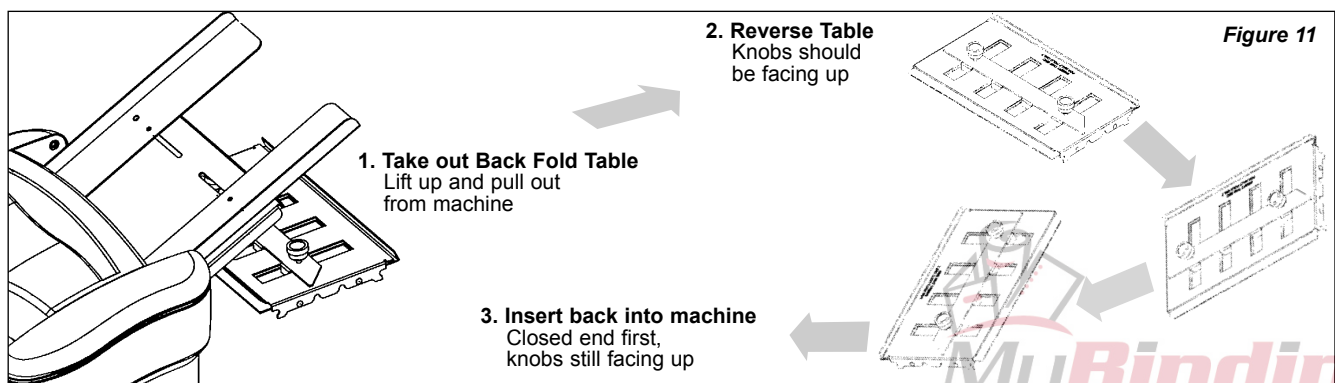 1. Take out Back Fold Table
Lift up and pull out
from machine
2. Reverse Table
Knobs should
be facing up
3. Insert back into machine
Closed end first,
knobs still facing up
Figure 11
MyBindin